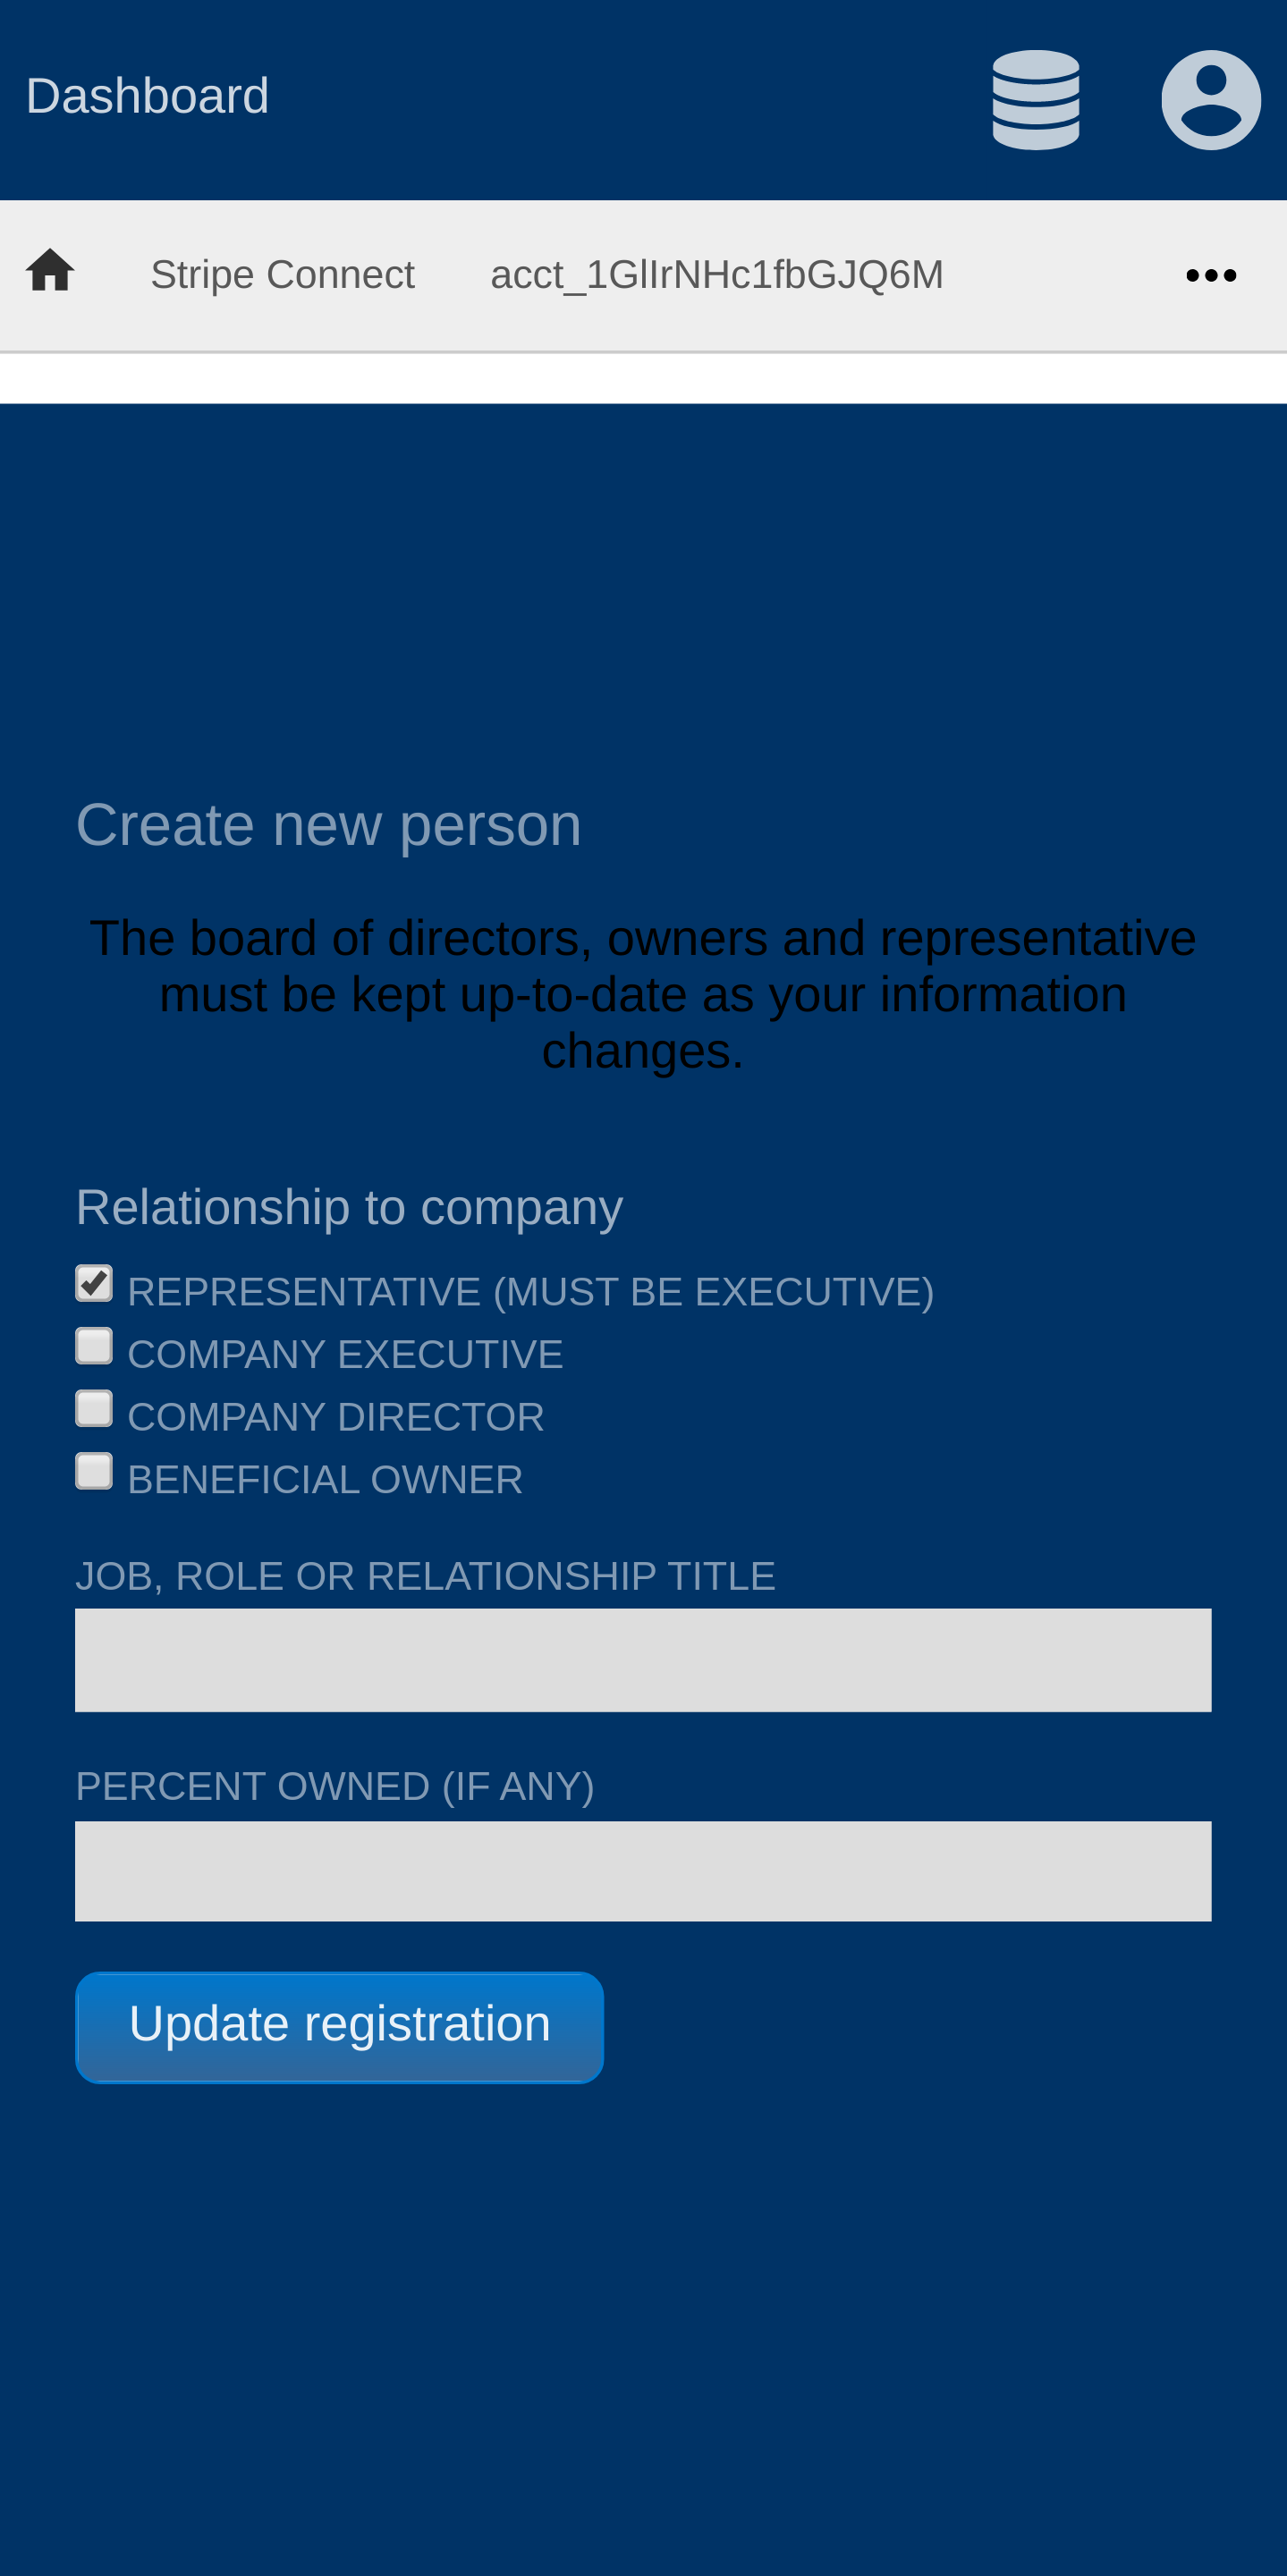 Dashboard
Stripe Connect acct_1GlIrNHc1fbGJQ6M
Create new person
The board of directors, owners and representative
must be kept up-to-date as your information
changes.
Relationship to company
REPRESENTATIVE (MUST BE EXECUTIVE)
COMPANY EXECUTIVE
COMPANY DIRECTOR
BENEFICIAL OWNER
JOB, ROLE OR RELATIONSHIP TITLE
PERCENT OWNED (IF ANY)
Update registration